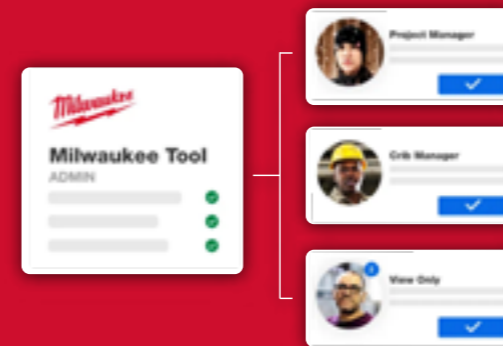 Milwaukee
Milwaukee Tool
ADMIN
Project Manager
Crib Manager
View Only